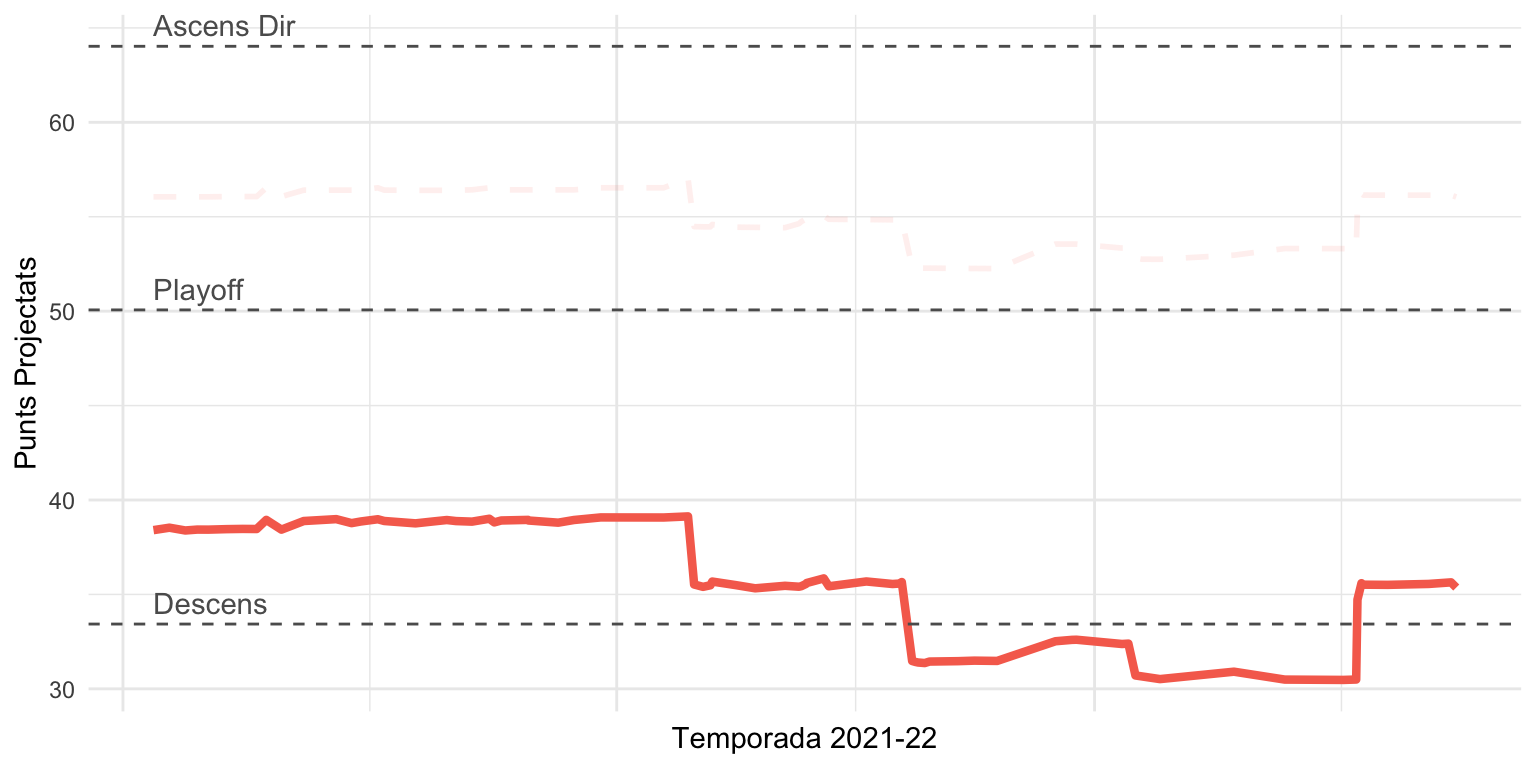 Ascens Dir
60
Playoff
50
Punts Projectats
40
Descens
30
Temporada 2021-22